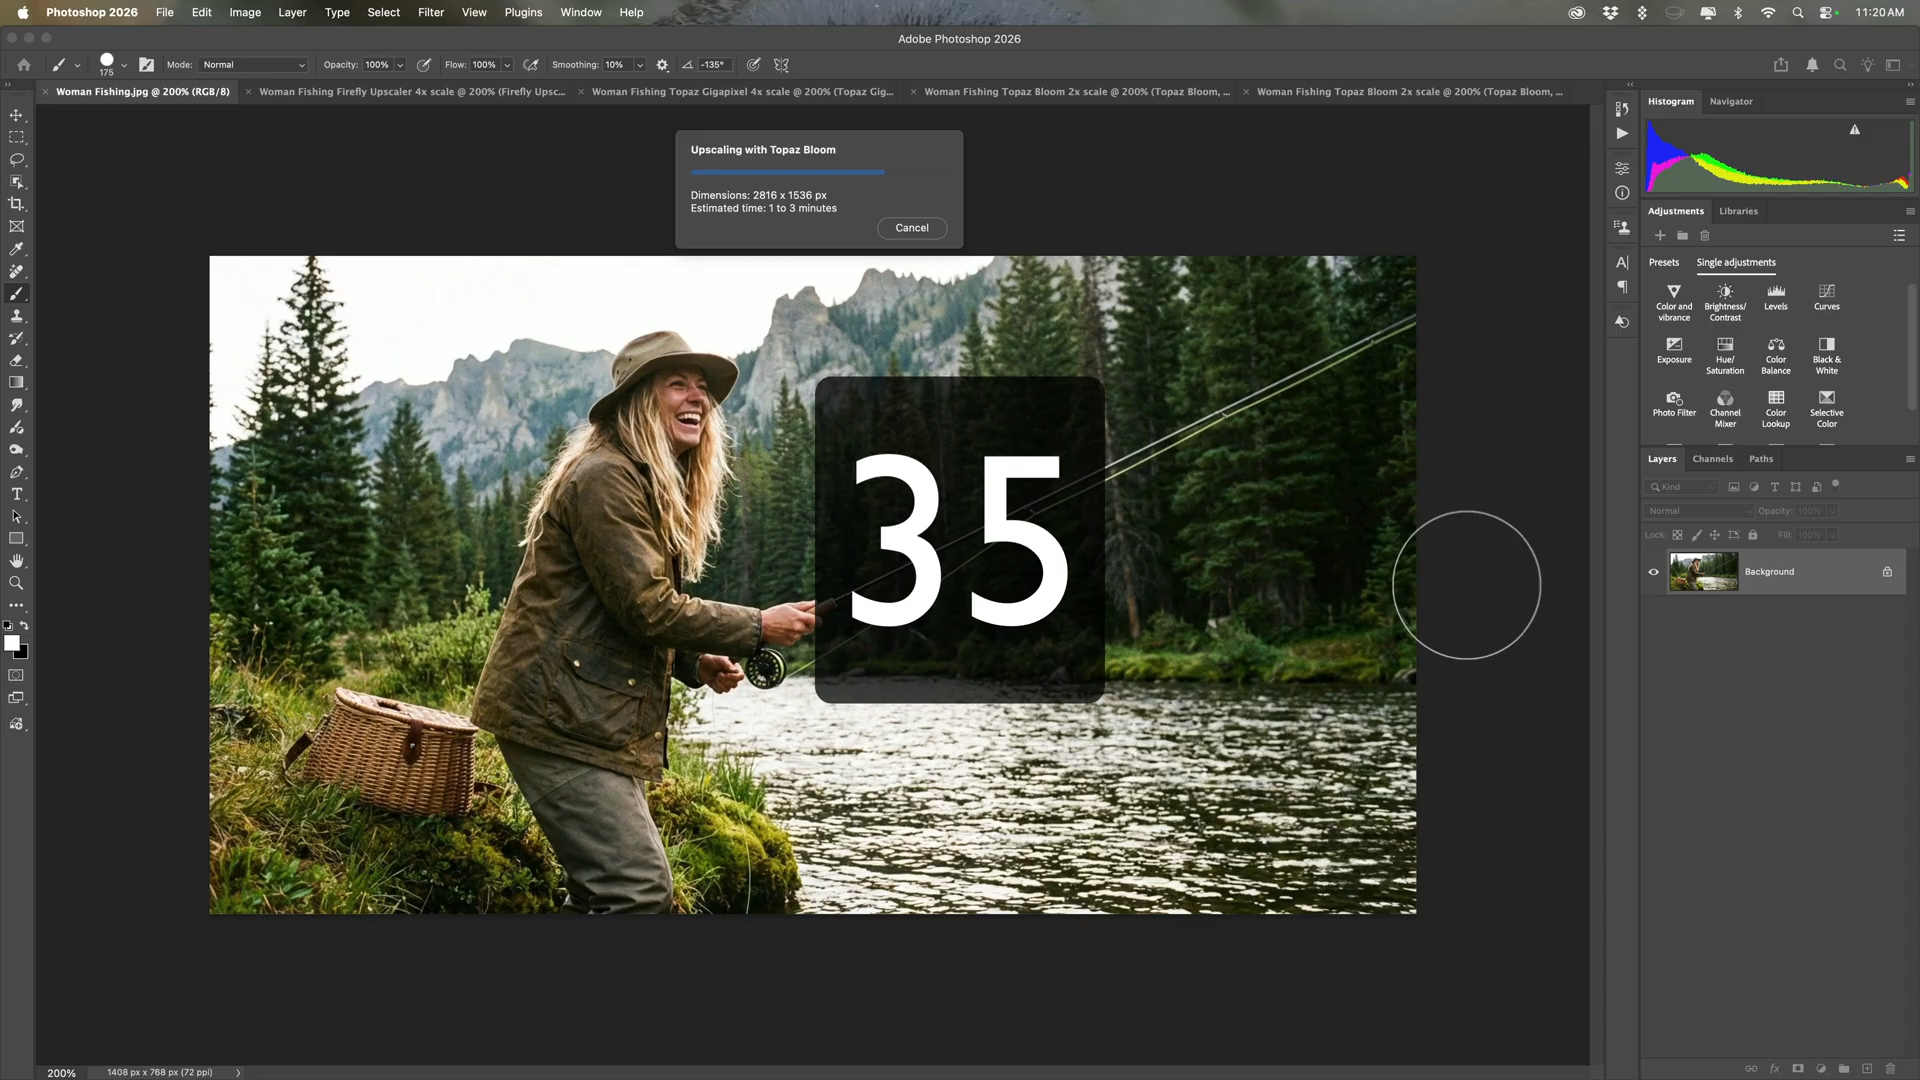 Photoshop 2026 File Edit Image Layer Type Select Filter View Plugins Window Help 11:20 AM
Adobe Photoshop 2026
175 Mode: Normal Opacity: 100% Flow: 100% Smoothing: 10% -135°
Woman Fishing.jpg @ 200% (RGB/8) Woman Fishing Firefly Upscaler 4x scale @ 200% (Firefly Upsc... Woman Fishing Topaz Gigapixel 4x scale @ 200% (Topaz Gig... Woman Fishing Topaz Bloom 2x scale @ 200% (Topaz Bloom, ... Woman Fishing Topaz Bloom 2x scale @ 200% (Topaz Bloom, ...
Histogram Navigator
Upscaling with Topaz Bloom
Dimensions: 2816 x 1536 px
Estimated time: 1 to 3 minutes
Cancel
35
Adjustments Libraries
Presets Single adjustments
Color and vibrance
Brightness/ Contrast
Levels
Curves
Exposure
Hue/ Saturation
Color Balance
Black & White
Photo Filter
Channel Mixer
Color Lookup
Selective Color
Layers Channels Paths
Kind
Normal Opacity: 100%
Lock: Fill: 100%
Background
200% 1408 px x 768 px (72 ppi)